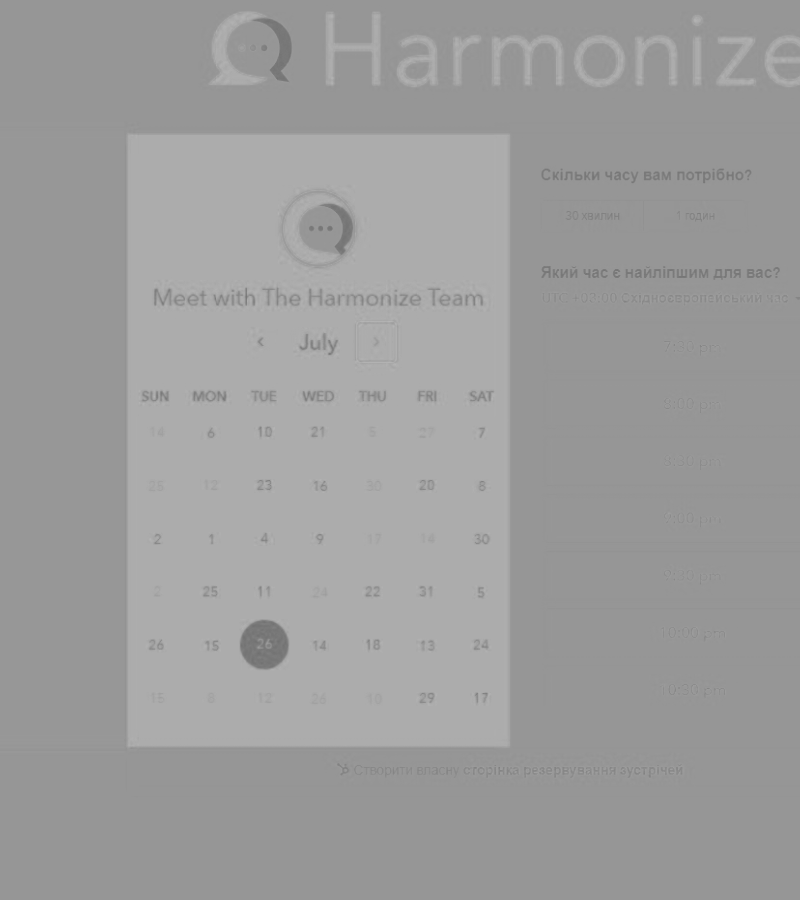 Harmonize
Meet with The Harmonize Team
July
SUN MON TUE WED THU FRI SAT
14 6 10 21 5 27 7
25 12 23 16 30 20 8
2 1 4 9 17 14 30
2 25 11 24 22 31 5
26 15 26 14 18 13 24
15 8 12 26 10 29 17
Скільки часу вам потрібно?
30 хвилин 1 годин
Який час є найліпшим для вас?
UTC +03:00 Східноєвропейський час
7:30 pm
8:00 pm
8:30 pm
9:00 pm
9:30 pm
10:00 pm
10:30 pm
Створити власну сторінка резервування зустрічей